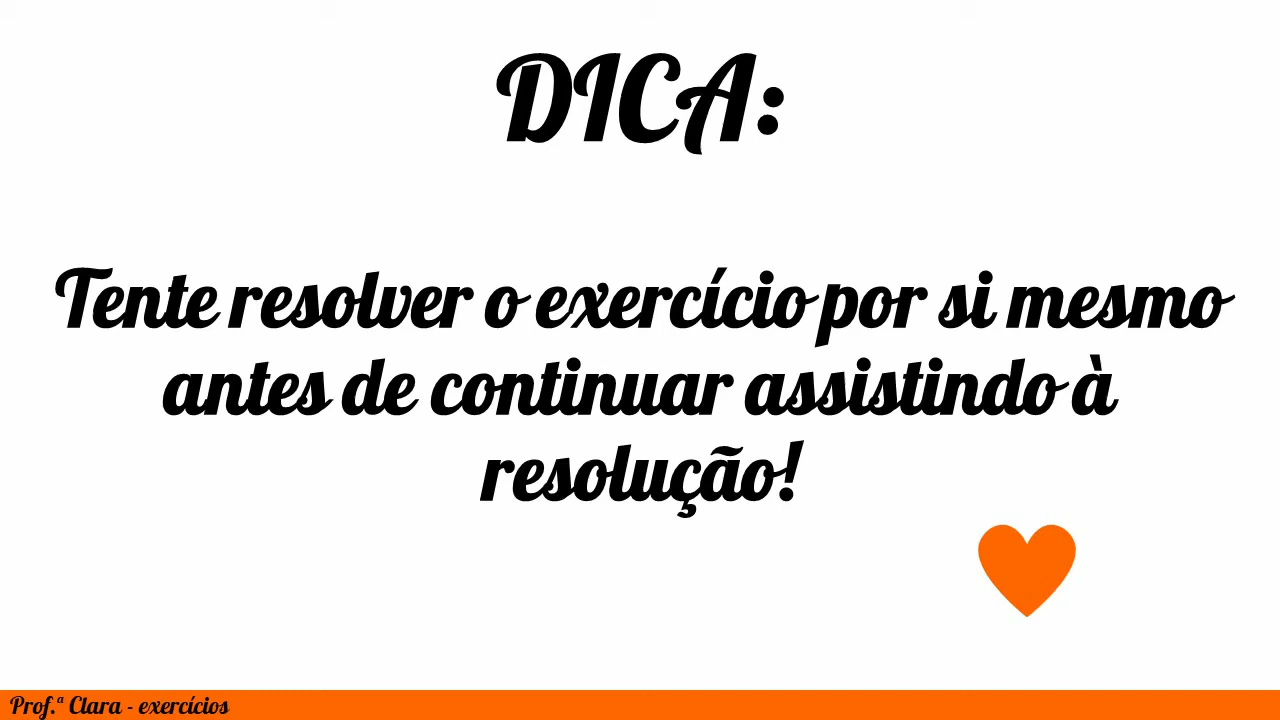 DICA:
Tente resolver o exercício por si mesmo
antes de continuar assistindo à
resolução!
Prof.ª Clara - exercícios